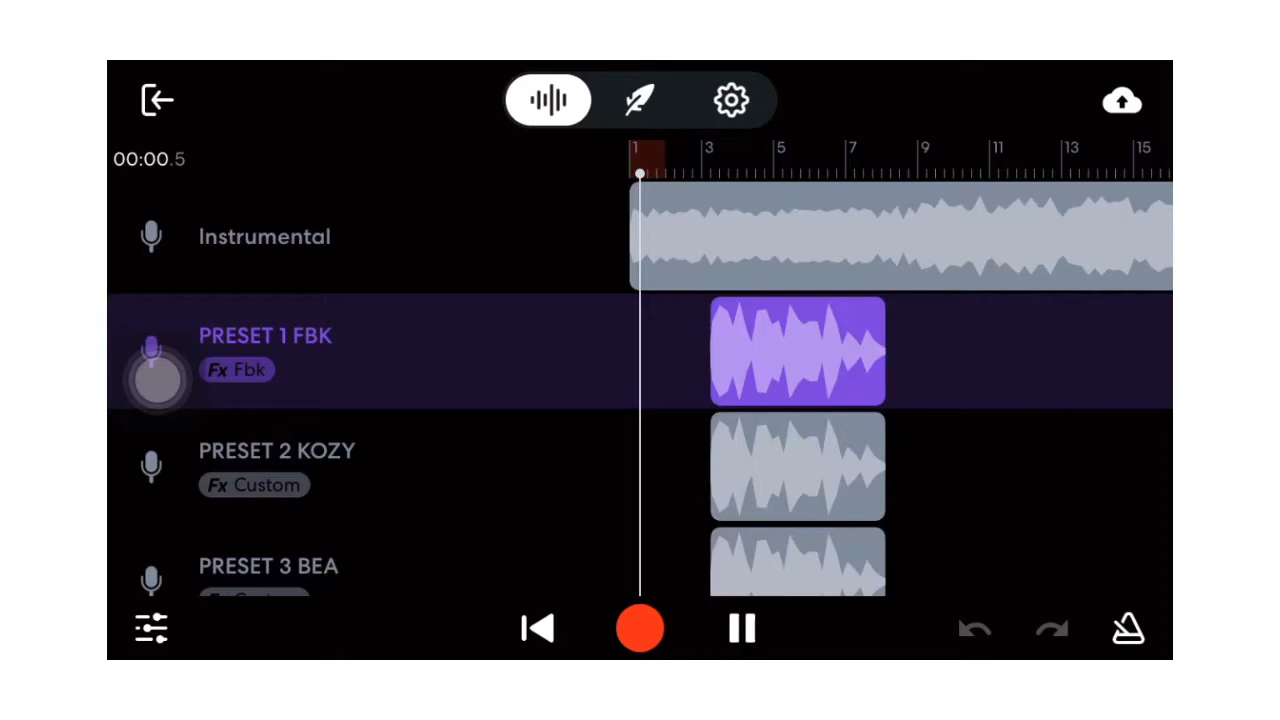 00:00.5
1 3 5 7 9 11 13 15
Instrumental
PRESET 1 FBK
Fx Fbk
PRESET 2 KOZY
Fx Custom
PRESET 3 BEA